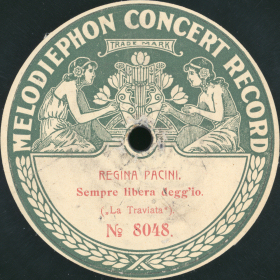 MELODIEPHON CONCERT RECORD
TRADE MARK
REGINA PACINI.
Sempre libera degg'io.
(„La Traviata“)
№ 8048.